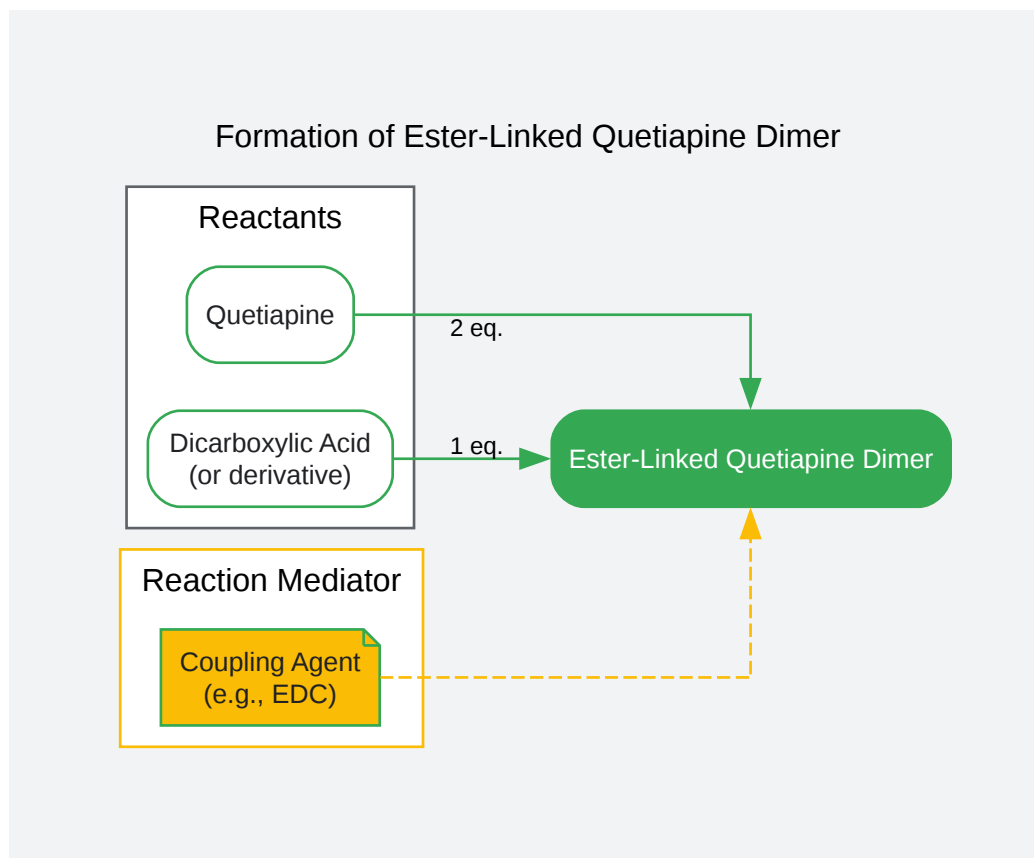 Formation of Ester-Linked Quetiapine Dimer
Reactants
Quetiapine
2 eq.
Dicarboxylic Acid
(or derivative)
1 eq.
Ester-Linked Quetiapine Dimer
Reaction Mediator
Coupling Agent
(e.g., EDC)